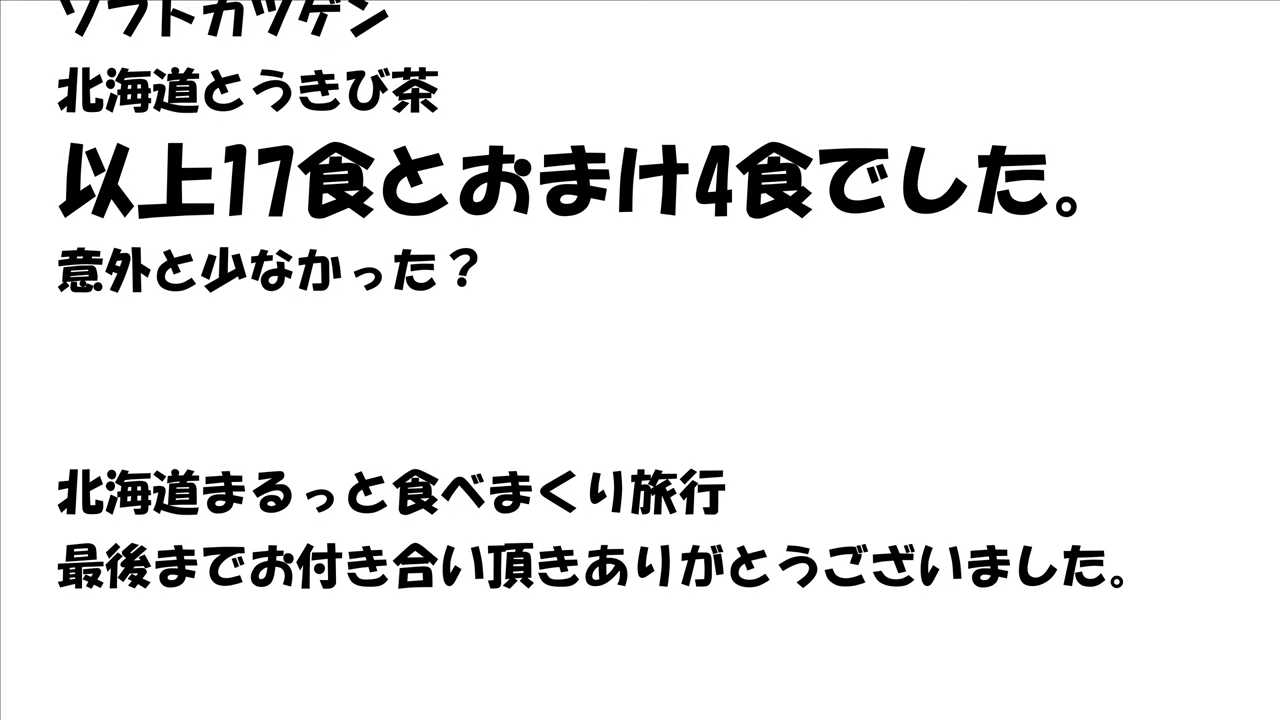 ソフトカツゲン
北海道とうきび茶
以上17食とおまけ4食でした。
意外と少なかった？
北海道まるっと食べまくり旅行
最後までお付き合い頂きありがとうございました。